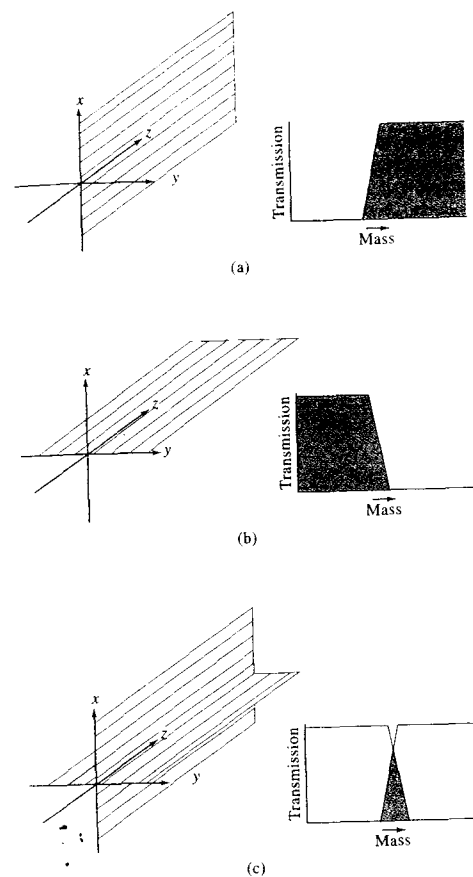 x
z
y
Transmission
Mass
(a)
x
z
y
Transmission
Mass
(b)
x
z
y
Transmission
Mass
(c)